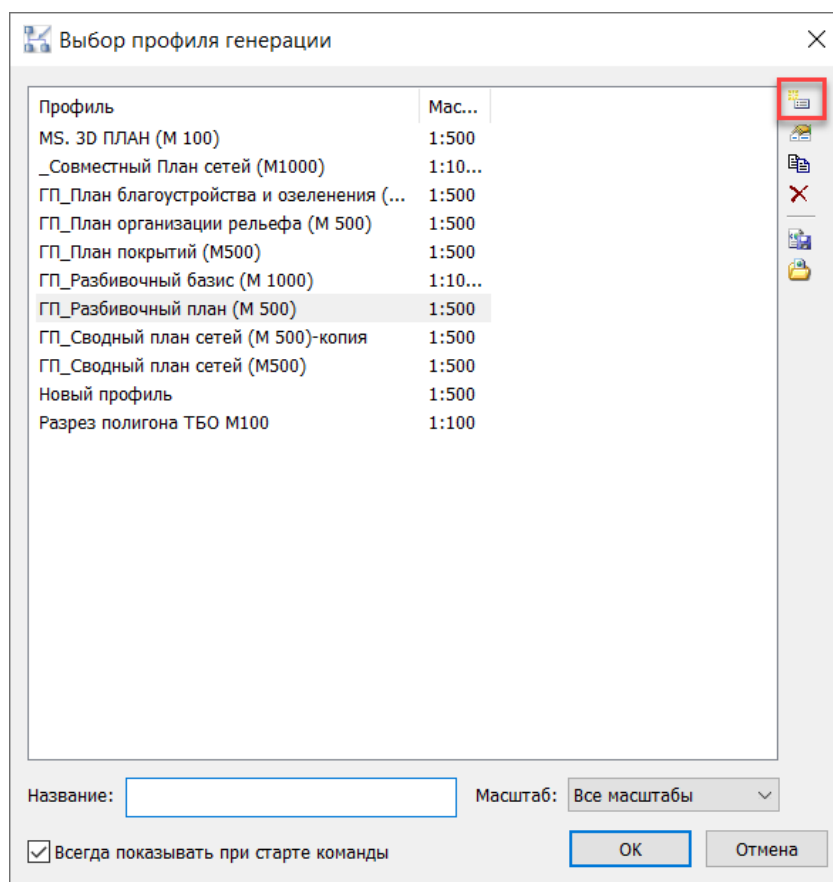 Выбор профиля генерации
Профиль Мас...
MS. 3D ПЛАН (М 100) 1:500
_Совместный План сетей (М1000) 1:10...
ГП_План благоустройства и озеленения (... 1:500
ГП_План организации рельефа (М 500) 1:500
ГП_План покрытий (М500) 1:500
ГП_Разбивочный базис (М 1000) 1:10...
ГП_Разбивочный план (М 500) 1:500
ГП_Сводный план сетей (М 500)-копия 1:500
ГП_Сводный план сетей (М500) 1:500
Новый профиль 1:500
Разрез полигона ТБО М100 1:100
Название: Масштаб: Все масштабы
Всегда показывать при старте команды ОК Отмена